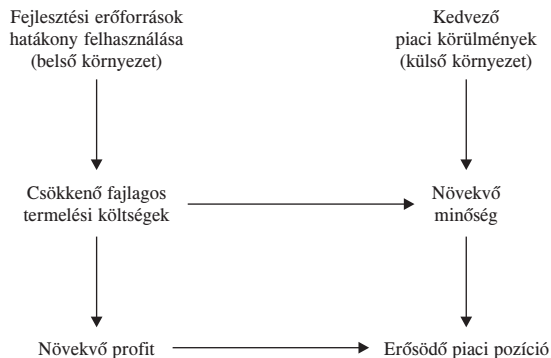 Fejlesztési erőforrások
hatákony felhasználása
(belső környezet)
Kedvező
piaci körülmények
(külső környezet)
Csökkenő fajlagos
termelési költségek
Növekvő
minőség
Növekvő profit
Erősödő piaci pozíció